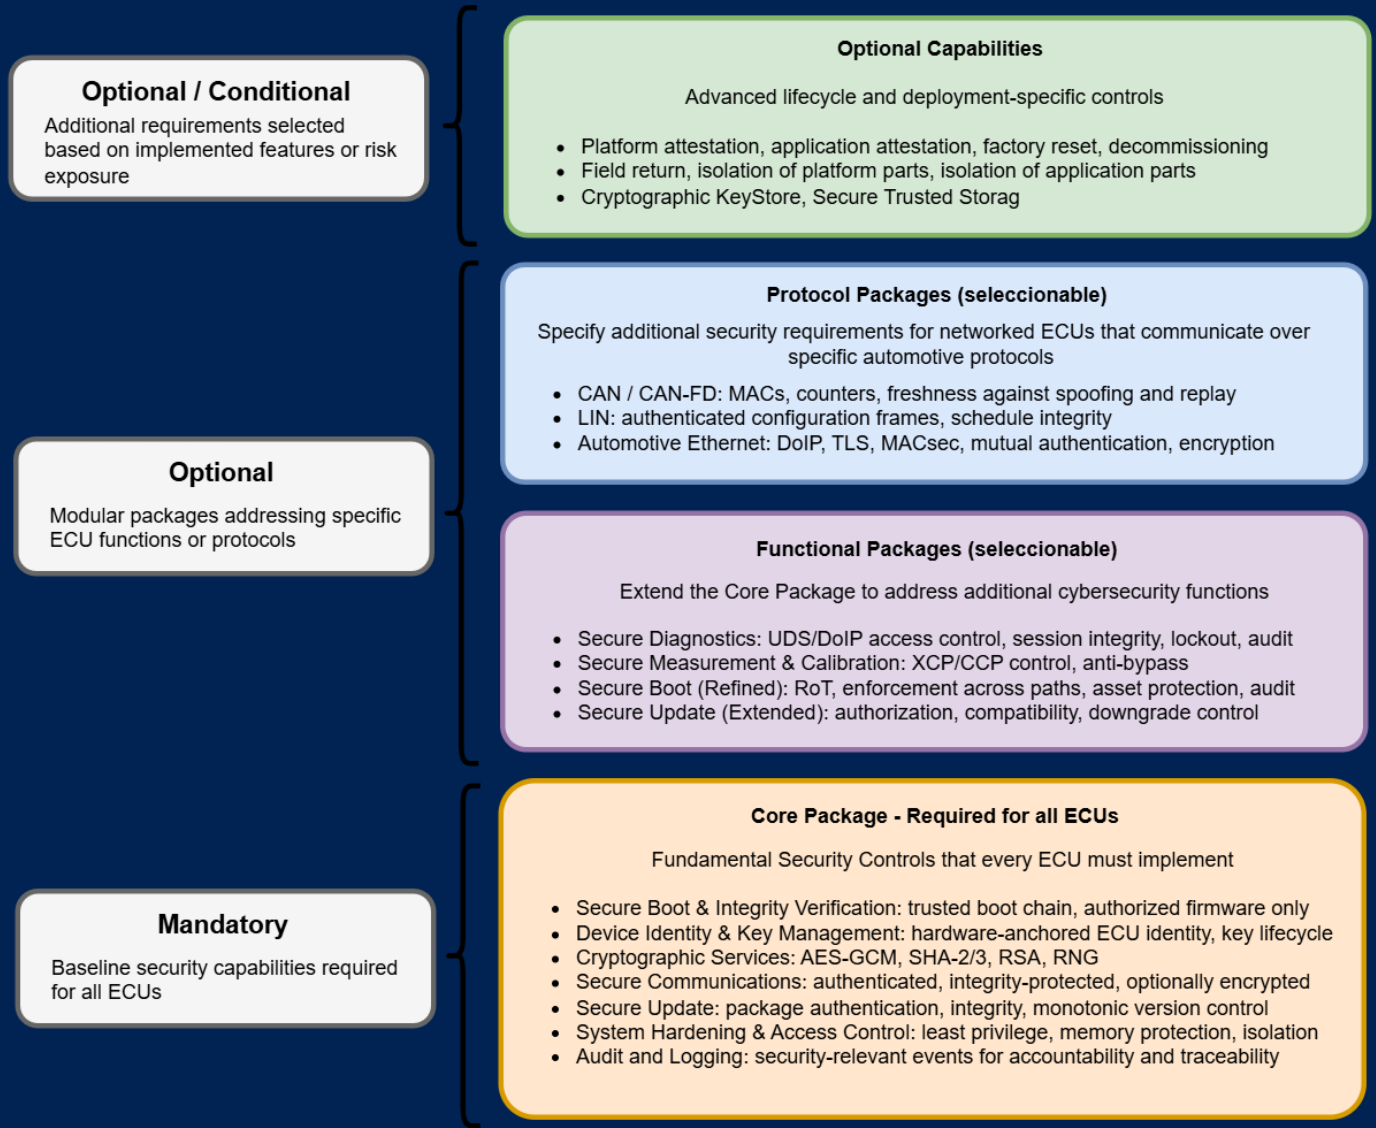 Optional / Conditional
Additional requirements selected
based on implemented features or risk
exposure
Optional Capabilities
Advanced lifecycle and deployment-specific controls
• Platform attestation, application attestation, factory reset, decommissioning
• Field return, isolation of platform parts, isolation of application parts
• Cryptographic KeyStore, Secure Trusted Storag
Optional
Modular packages addressing specific
ECU functions or protocols
Protocol Packages (seleccionable)
Specify additional security requirements for networked ECUs that communicate over
specific automotive protocols
• CAN / CAN-FD: MACs, counters, freshness against spoofing and replay
• LIN: authenticated configuration frames, schedule integrity
• Automotive Ethernet: DoIP, TLS, MACsec, mutual authentication, encryption
Functional Packages (seleccionable)
Extend the Core Package to address additional cybersecurity functions
• Secure Diagnostics: UDS/DoIP access control, session integrity, lockout, audit
• Secure Measurement & Calibration: XCP/CCP control, anti-bypass
• Secure Boot (Refined): RoT, enforcement across paths, asset protection, audit
• Secure Update (Extended): authorization, compatibility, downgrade control
Mandatory
Baseline security capabilities required
for all ECUs
Core Package - Required for all ECUs
Fundamental Security Controls that every ECU must implement
• Secure Boot & Integrity Verification: trusted boot chain, authorized firmware only
• Device Identity & Key Management: hardware-anchored ECU identity, key lifecycle
• Cryptographic Services: AES-GCM, SHA-2/3, RSA, RNG
• Secure Communications: authenticated, integrity-protected, optionally encrypted
• Secure Update: package authentication, integrity, monotonic version control
• System Hardening & Access Control: least privilege, memory protection, isolation
• Audit and Logging: security-relevant events for accountability and traceability